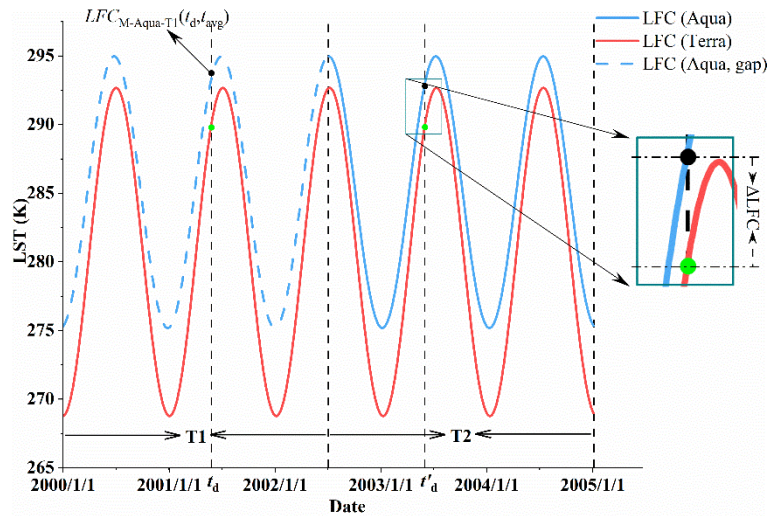 LFC_M-Aqua-T1(t_d,t_avg)
LFC (Aqua)
LFC (Terra)
LFC (Aqua, gap)
295
290
285
280
275
270
265
LST (K)
ΔLFC
T1
T2
2000/1/1
2001/1/1
t_d
2002/1/1
2003/1/1
t'_d
2004/1/1
2005/1/1
Date